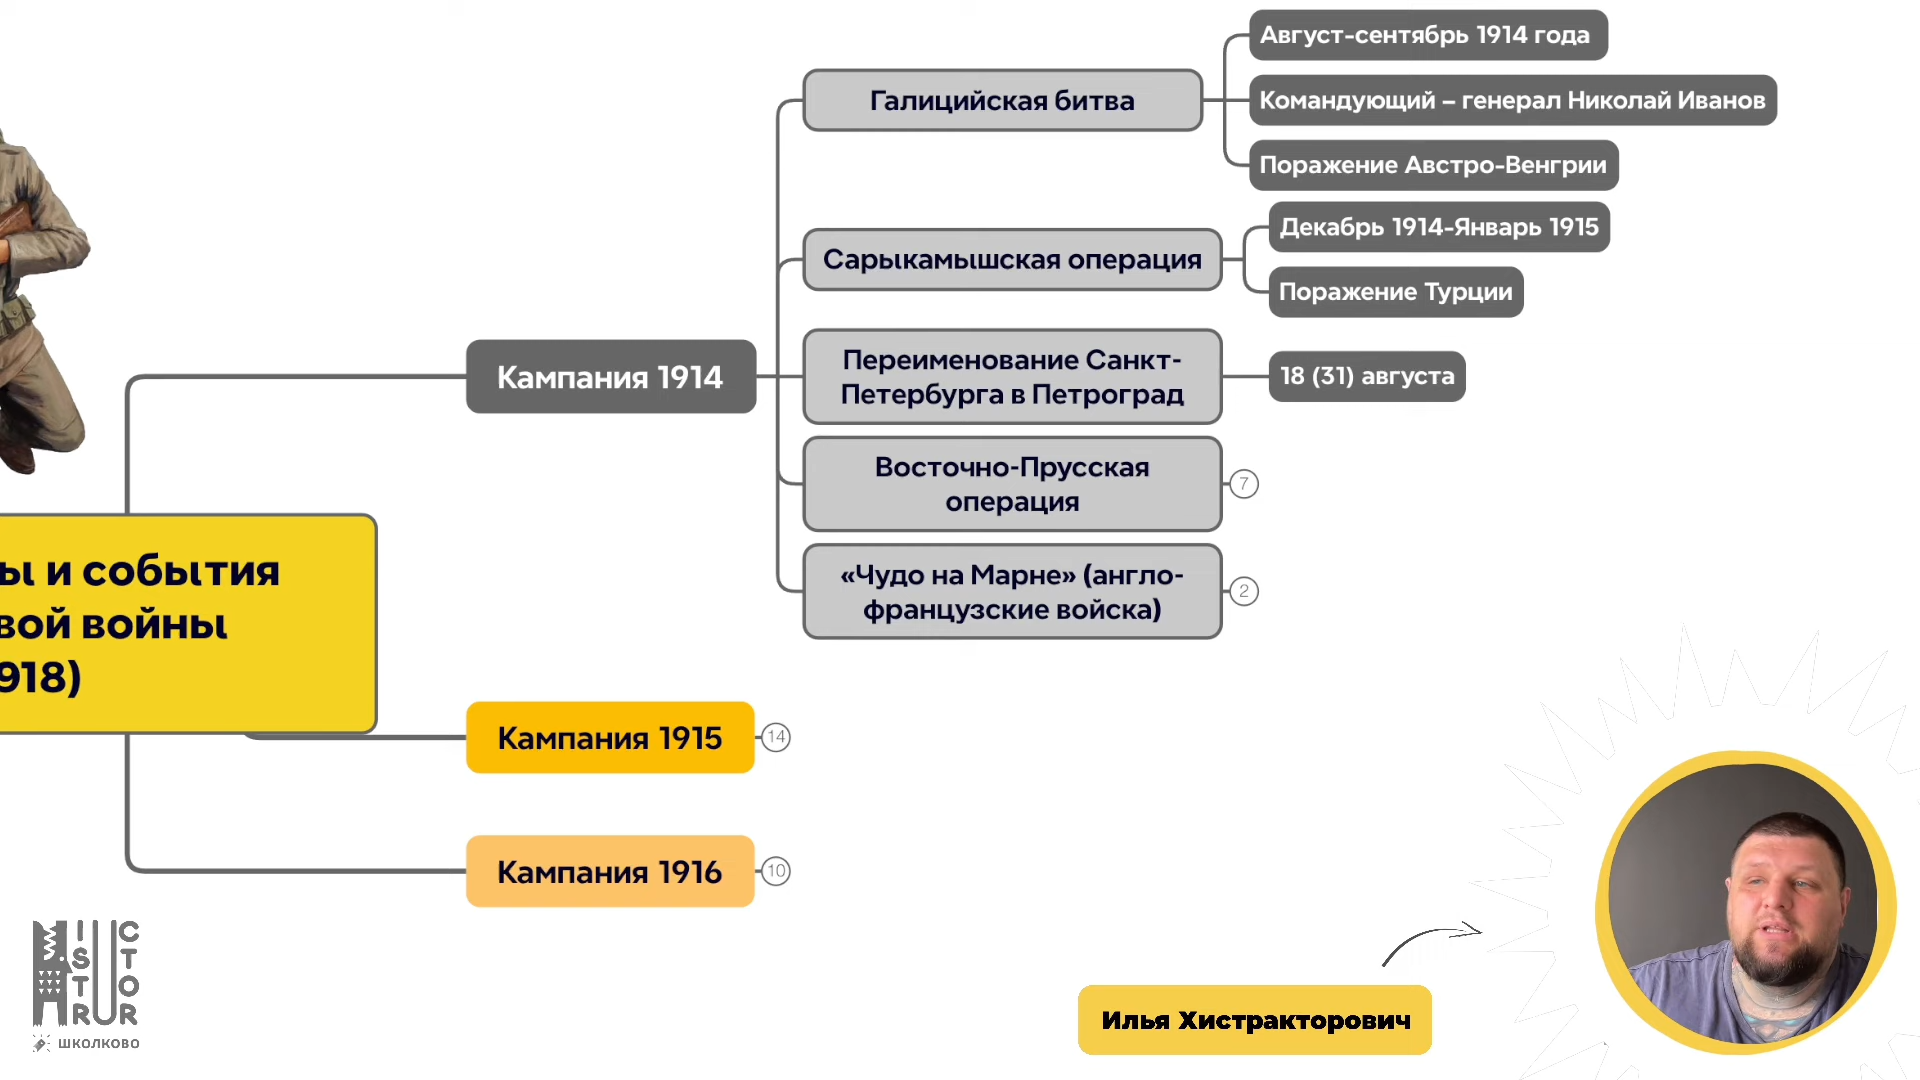 Август-сентябрь 1914 года
Галицийская битва
Командующий – генерал Николай Иванов
Поражение Австро-Венгрии
Декабрь 1914-Январь 1915
Сарыкамышская операция
Поражение Турции
Кампания 1914
Переименование Санкт-
Петербурга в Петроград
18 (31) августа
Восточно-Прусская
операция
7
«Чудо на Марне» (англо-
французские войска)
2
ы и события
вой войны
918)
Кампания 1915
14
Кампания 1916
10
HISTRUCTOR
ШКОЛКОВО
Илья Хистракторович